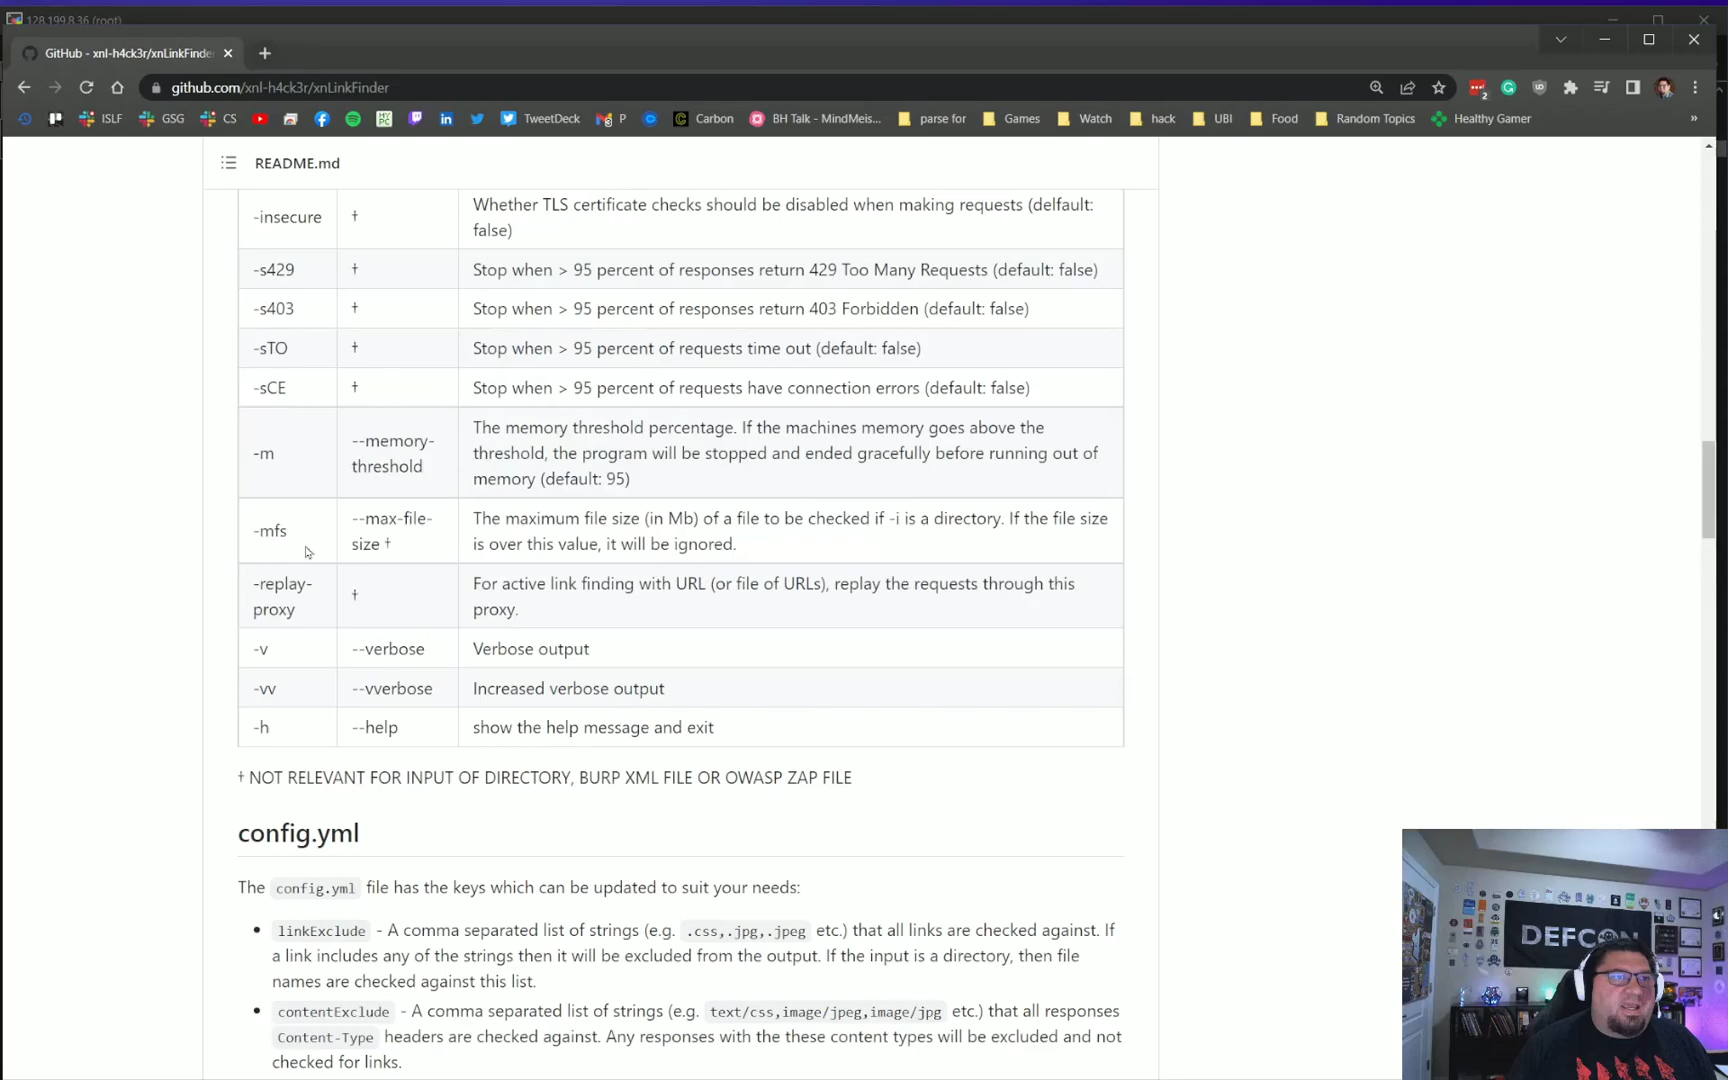 128.199.8.36 (root)
GitHub - xnl-h4ck3r/xnLinkFinde
github.com/xnl-h4ck3r/xnLinkFinder
2
ISLF
GSG
CS
TweetDeck
3
P
Carbon
BH Talk - MindMeis...
parse for
Games
Watch
hack
UBI
Food
Random Topics
Healthy Gamer
»
README.md
-insecure † Whether TLS certificate checks should be disabled when making requests (delfault:
false)
-s429 † Stop when > 95 percent of responses return 429 Too Many Requests (default: false)
-s403 † Stop when > 95 percent of responses return 403 Forbidden (default: false)
-sTO † Stop when > 95 percent of requests time out (default: false)
-sCE † Stop when > 95 percent of requests have connection errors (default: false)
-m
--memory-
threshold
The memory threshold percentage. If the machines memory goes above the
threshold, the program will be stopped and ended gracefully before running out of
memory (default: 95)
-mfs
--max-file-
size †
The maximum file size (in Mb) of a file to be checked if -i is a directory. If the file size
is over this value, it will be ignored.
-replay-
proxy
†
For active link finding with URL (or file of URLs), replay the requests through this
proxy.
-v --verbose Verbose output
-vv --vverbose Increased verbose output
-h --help show the help message and exit
† NOT RELEVANT FOR INPUT OF DIRECTORY, BURP XML FILE OR OWASP ZAP FILE
config.yml
The config.yml file has the keys which can be updated to suit your needs:
• linkExclude - A comma separated list of strings (e.g. .css,.jpg,.jpeg etc.) that all links are checked against. If
a link includes any of the strings then it will be excluded from the output. If the input is a directory, then file
names are checked against this list.
• contentExclude - A comma separated list of strings (e.g. text/css,image/jpeg,image/jpg etc.) that all responses
Content-Type headers are checked against. Any responses with the these content types will be excluded and not
checked for links.
DEFCON